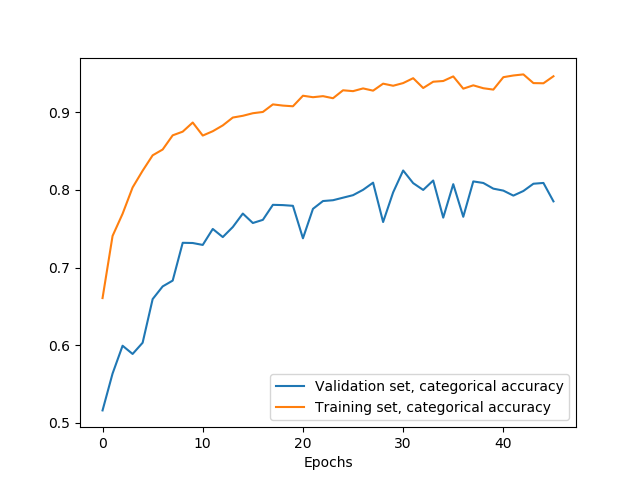 0.9
0.8
0.7
0.6
0.5
Validation set, categorical accuracy
Training set, categorical accuracy
0 10 20 30 40
Epochs